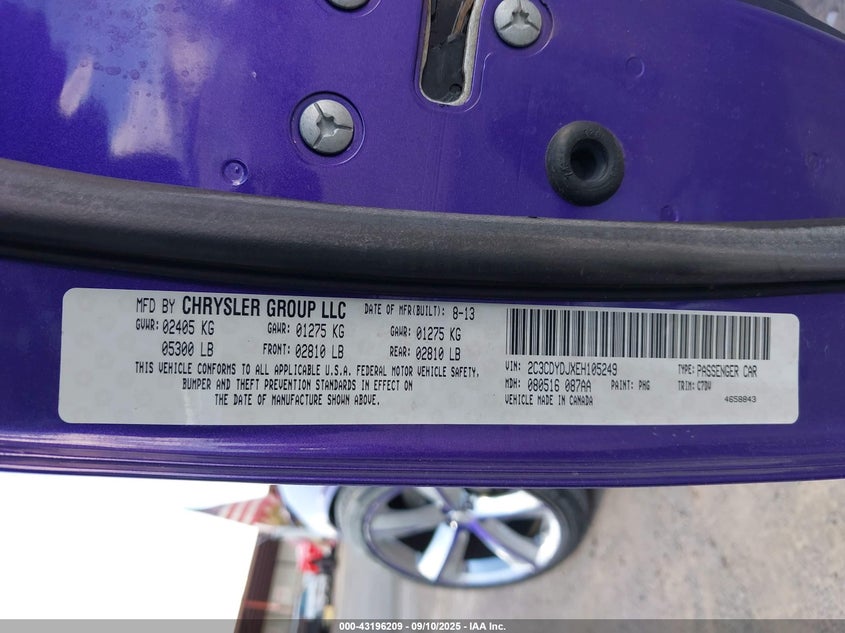 MFD BY CHRYSLER GROUP LLC DATE OF MFR(BUILT): 8-13
GVWR: 02405 KG GAWR: 01275 KG GAWR: 01275 KG
05300 LB FRONT: 02810 LB REAR: 02810 LB
THIS VEHICLE CONFORMS TO ALL APPLICABLE U.S.A. FEDERAL MOTOR VEHICLE SAFETY,
BUMPER AND THEFT PREVENTION STANDARDS IN EFFECT ON
THE DATE OF MANUFACTURE SHOWN ABOVE.
VIN: 2C3CDYDJXEH105249 TYPE: PASSENGER CAR
MDH: 080516 087AA PAINT: PHG TRIM: C7DV
VEHICLE MADE IN CANADA 4658843
000-43196209 - 09/10/2025 - IAA Inc.